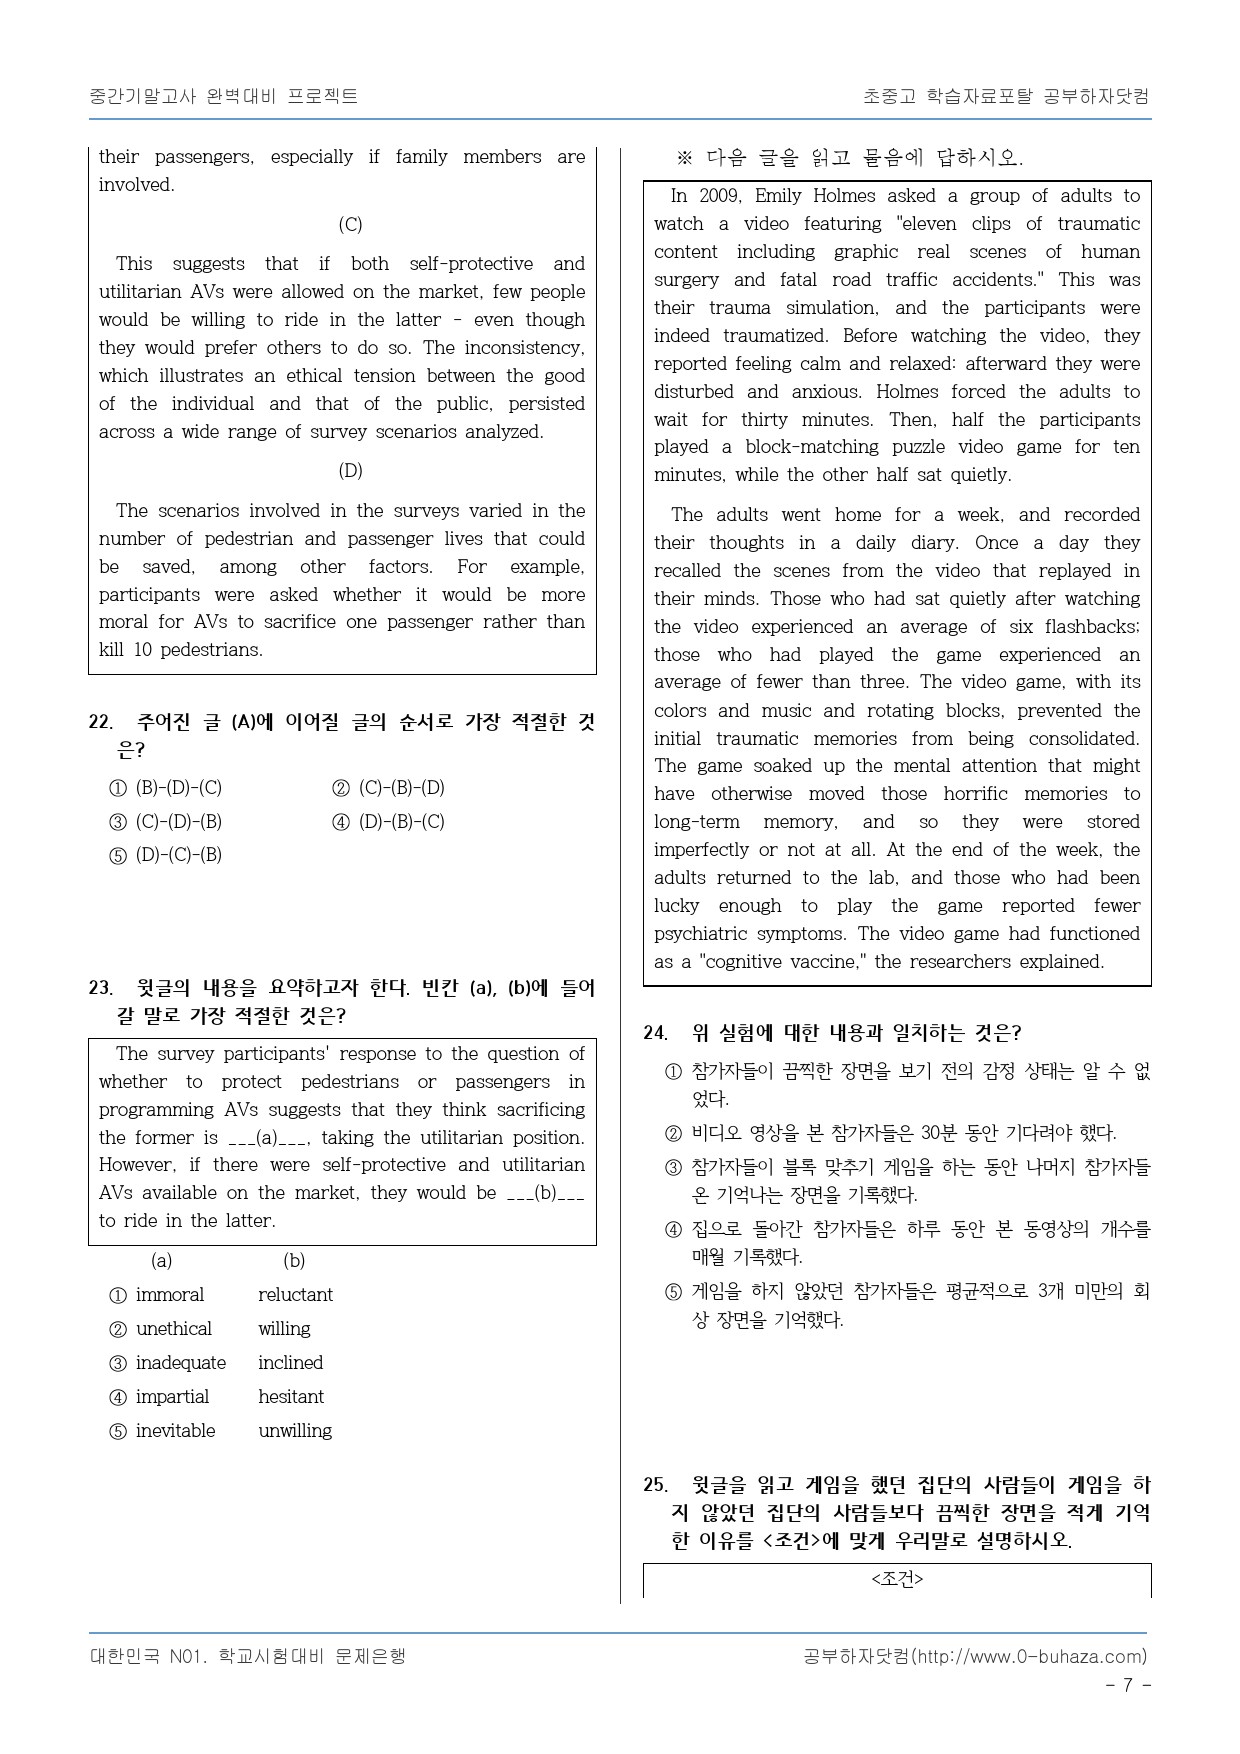 중간기말고사 완벽대비 프로젝트
초중고 학습자료포탈 공부하자닷컴
their passengers, especially if family members are
involved.
(C)
This suggests that if both self-protective and
utilitarian AVs were allowed on the market, few people
would be willing to ride in the latter - even though
they would prefer others to do so. The inconsistency,
which illustrates an ethical tension between the good
of the individual and that of the public, persisted
across a wide range of survey scenarios analyzed.
(D)
The scenarios involved in the surveys varied in the
number of pedestrian and passenger lives that could
be saved, among other factors. For example,
participants were asked whether it would be more
moral for AVs to sacrifice one passenger rather than
kill 10 pedestrians.
22. 주어진 글 (A)에 이어질 글의 순서로 가장 적절한 것
은?
① (B)-(D)-(C) ② (C)-(B)-(D)
③ (C)-(D)-(B) ④ (D)-(B)-(C)
⑤ (D)-(C)-(B)
23. 윗글의 내용을 요약하고자 한다. 빈칸 (a), (b)에 들어
갈 말로 가장 적절한 것은?
The survey participants' response to the question of
whether to protect pedestrians or passengers in
programming AVs suggests that they think sacrificing
the former is ___(a)___, taking the utilitarian position.
However, if there were self-protective and utilitarian
AVs available on the market, they would be ___(b)___
to ride in the latter.
(a) (b)
① immoral reluctant
② unethical willing
③ inadequate inclined
④ impartial hesitant
⑤ inevitable unwilling
※ 다음 글을 읽고 물음에 답하시오.
In 2009, Emily Holmes asked a group of adults to
watch a video featuring "eleven clips of traumatic
content including graphic real scenes of human
surgery and fatal road traffic accidents." This was
their trauma simulation, and the participants were
indeed traumatized. Before watching the video, they
reported feeling calm and relaxed: afterward they were
disturbed and anxious. Holmes forced the adults to
wait for thirty minutes. Then, half the participants
played a block-matching puzzle video game for ten
minutes, while the other half sat quietly.
The adults went home for a week, and recorded
their thoughts in a daily diary. Once a day they
recalled the scenes from the video that replayed in
their minds. Those who had sat quietly after watching
the video experienced an average of six flashbacks;
those who had played the game experienced an
average of fewer than three. The video game, with its
colors and music and rotating blocks, prevented the
initial traumatic memories from being consolidated.
The game soaked up the mental attention that might
have otherwise moved those horrific memories to
long-term memory, and so they were stored
imperfectly or not at all. At the end of the week, the
adults returned to the lab, and those who had been
lucky enough to play the game reported fewer
psychiatric symptoms. The video game had functioned
as a "cognitive vaccine," the researchers explained.
24. 위 실험에 대한 내용과 일치하는 것은?
① 참가자들이 끔찍한 장면을 보기 전의 감정 상태는 알 수 없
었다.
② 비디오 영상을 본 참가자들은 30분 동안 기다려야 했다.
③ 참가자들이 블록 맞추기 게임을 하는 동안 나머지 참가자들
은 기억나는 장면을 기록했다.
④ 집으로 돌아간 참가자들은 하루 동안 본 동영상의 개수를
매월 기록했다.
⑤ 게임을 하지 않았던 참가자들은 평균적으로 3개 미만의 회
상 장면을 기억했다.
25. 윗글을 읽고 게임을 했던 집단의 사람들이 게임을 하
지 않았던 집단의 사람들보다 끔찍한 장면을 적게 기억
한 이유를 <조건>에 맞게 우리말로 설명하시오.
<조건>
대한민국 N01. 학교시험대비 문제은행
공부하자닷컴(http://www.0-buhaza.com)
- 7 -